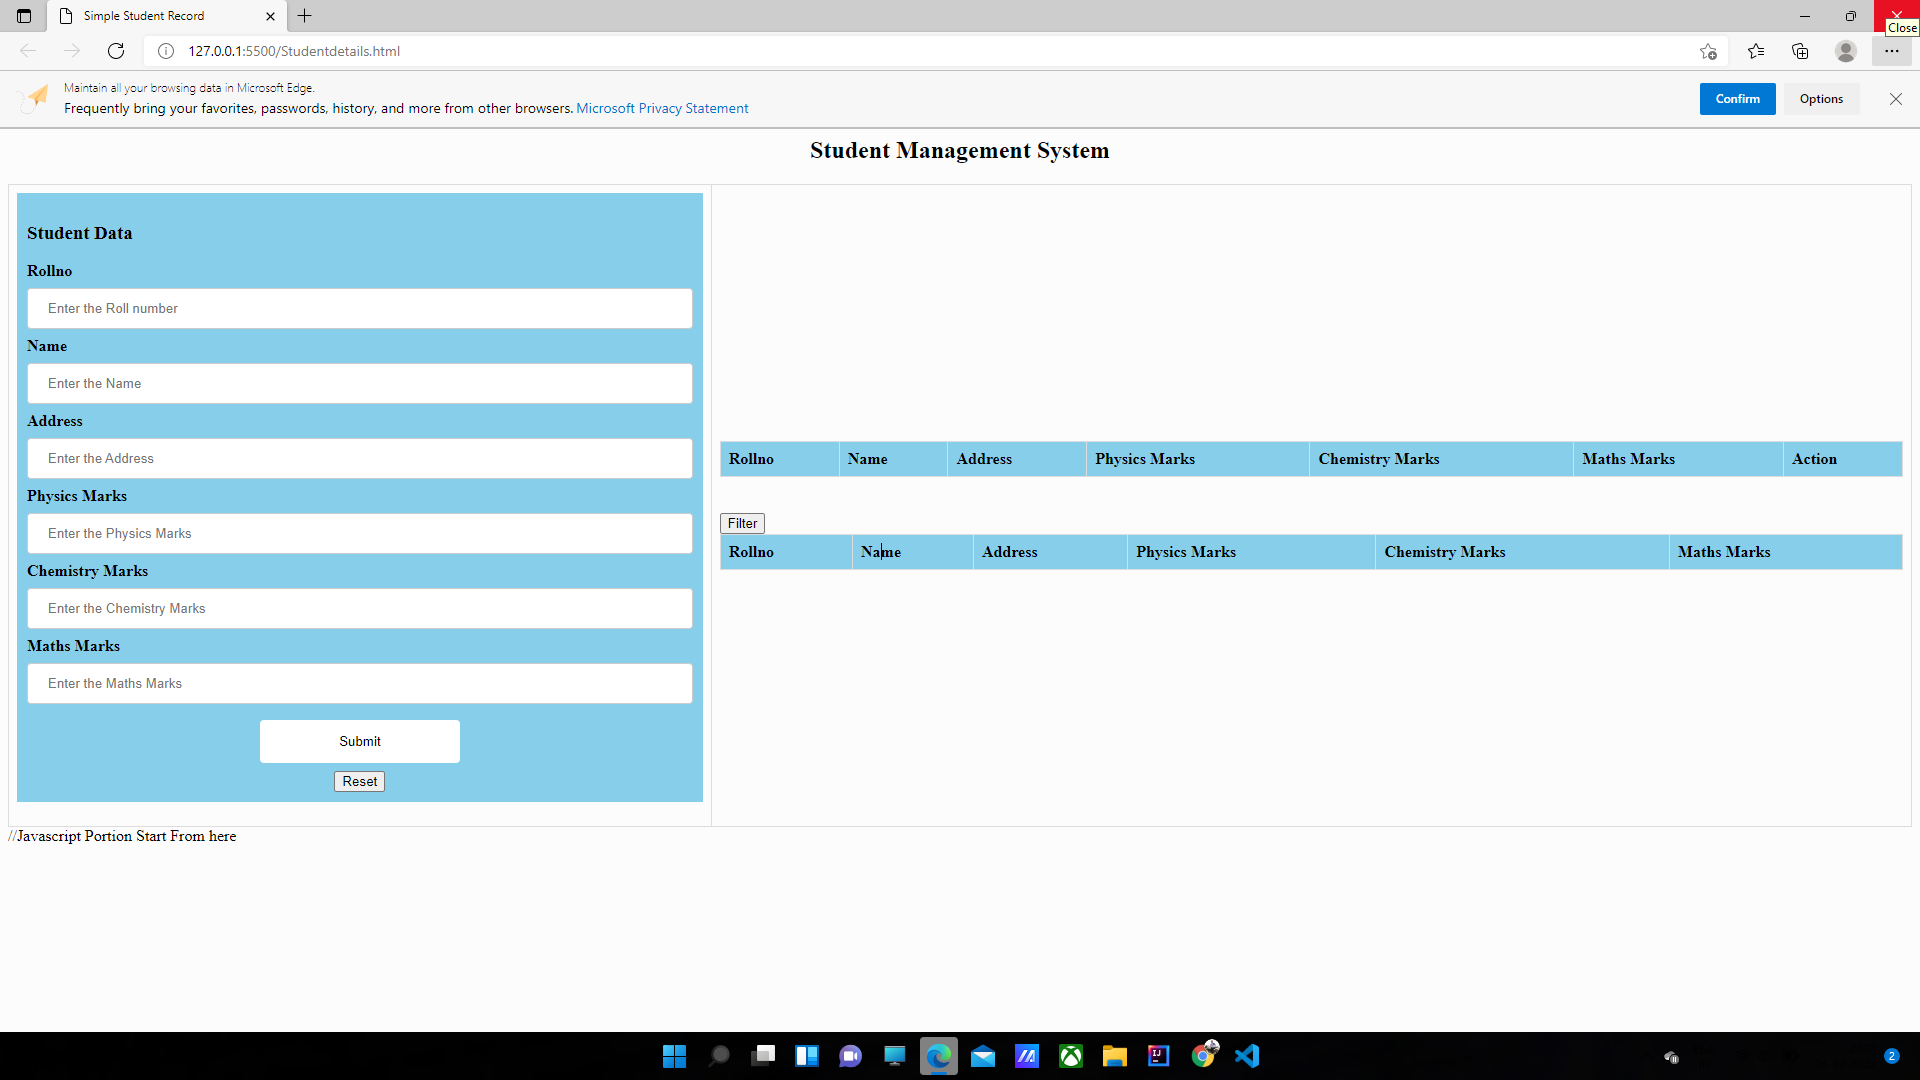 Simple Student Record
Close
127.0.0.1:5500/Studentdetails.html
Maintain all your browsing data in Microsoft Edge.
Frequently bring your favorites, passwords, history, and more from other browsers. Microsoft Privacy Statement
Confirm
Options
Student Management System
Student Data
Rollno
Enter the Roll number
Name
Enter the Name
Address
Enter the Address
Physics Marks
Enter the Physics Marks
Chemistry Marks
Enter the Chemistry Marks
Maths Marks
Enter the Maths Marks
Submit
Reset
Rollno Name Address Physics Marks Chemistry Marks Maths Marks Action
Filter
Rollno Name Address Physics Marks Chemistry Marks Maths Marks
//Javascript Portion Start From here
IJ
2